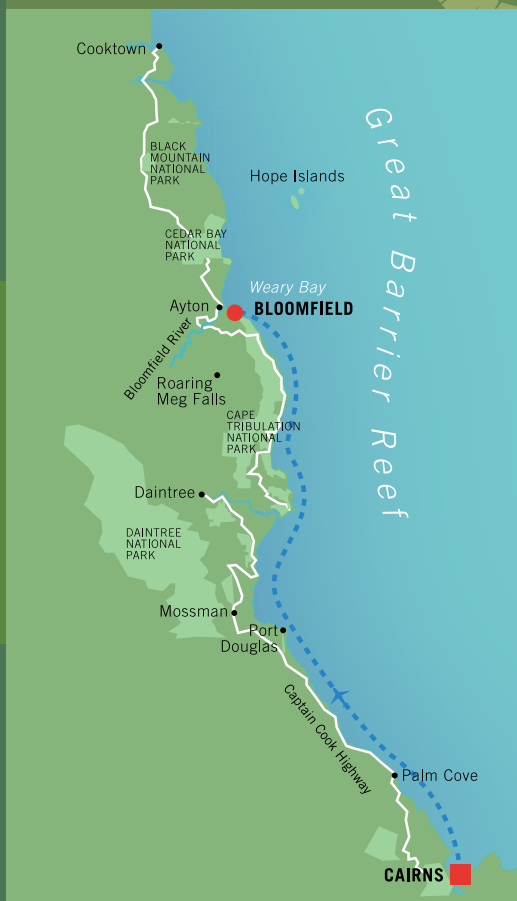 Cooktown
BLACK
MOUNTAIN
NATIONAL
PARK
Hope Islands
Great Barrier Reef
CEDAR BAY
NATIONAL
PARK
Weary Bay
Ayton
BLOOMFIELD
Bloomfield River
Roaring
Meg Falls
CAPE
TRIBULATION
NATIONAL
PARK
Daintree
DAINTREE
NATIONAL
PARK
Mossman
Port
Douglas
Captain Cook Highway
Palm Cove
CAIRNS